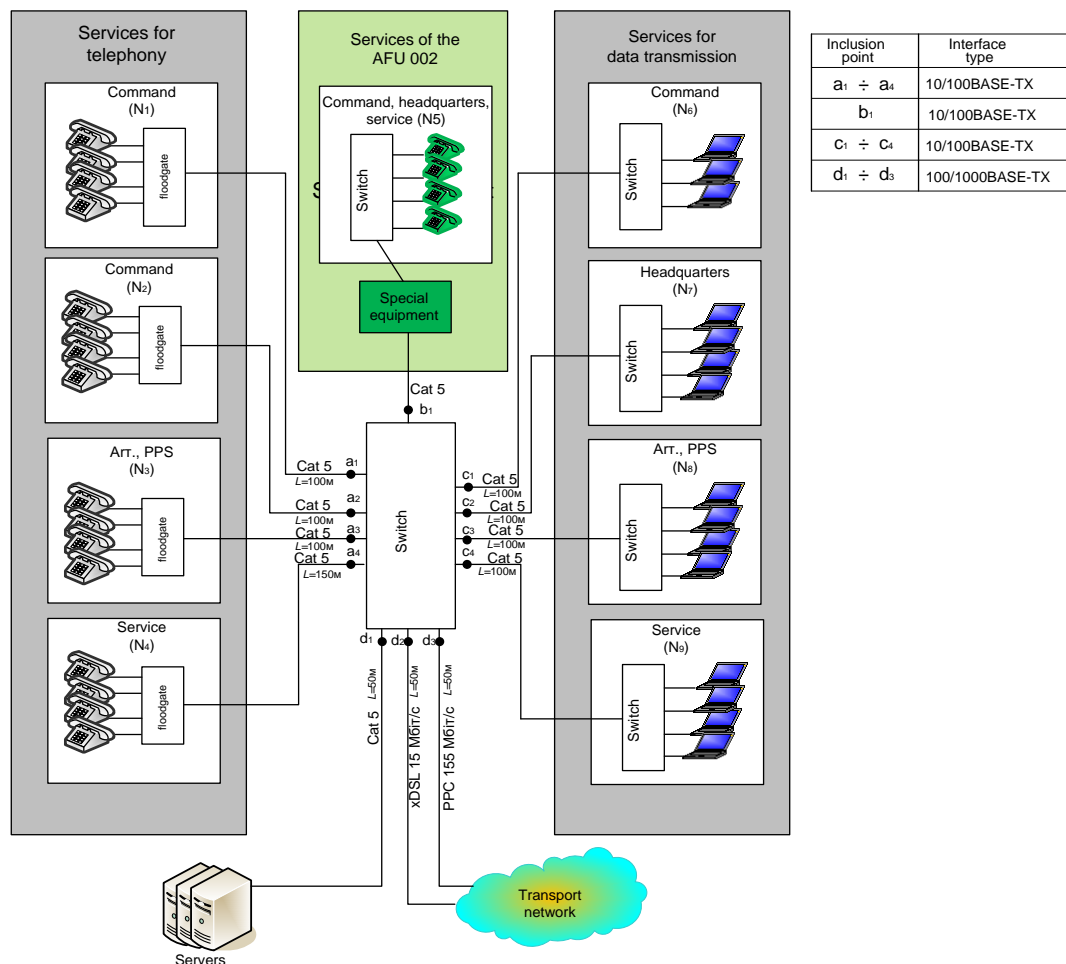 Services for
telephony
Command
(N1)
floodgate
Command
(N2)
floodgate
Агт., PPS
(N3)
floodgate
Service
(N4)
floodgate
Services of the
AFU 002
Command, headquarters,
service (N5)
Switch
Special
equipment
Cat 5
b1
Services for
data transmission
Command
(N6)
Switch
Headquarters
(N7)
Switch
Агт., PPS
(N8)
Switch
Service
(N9)
Switch
Inclusion point Interface type
a1 ÷ a4 10/100BASE-TX
b1 10/100BASE-TX
c1 ÷ c4 10/100BASE-TX
d1 ÷ d3 100/1000BASE-TX
Cat 5 a1
L=100м
Cat 5 a2
L=100м
Cat 5 a3
L=100м
Cat 5 a4
L=150м
Switch
c1 Cat 5
L=100м
c2 Cat 5
L=100м
c3 Cat 5
L=100м
c4 Cat 5
L=100м
d1 d2 d3
Cat 5 L=50м
xDSL 15 Мбіт/с L=50м
PPC 155 Мбіт/с L=50м
Servers
Transport
network